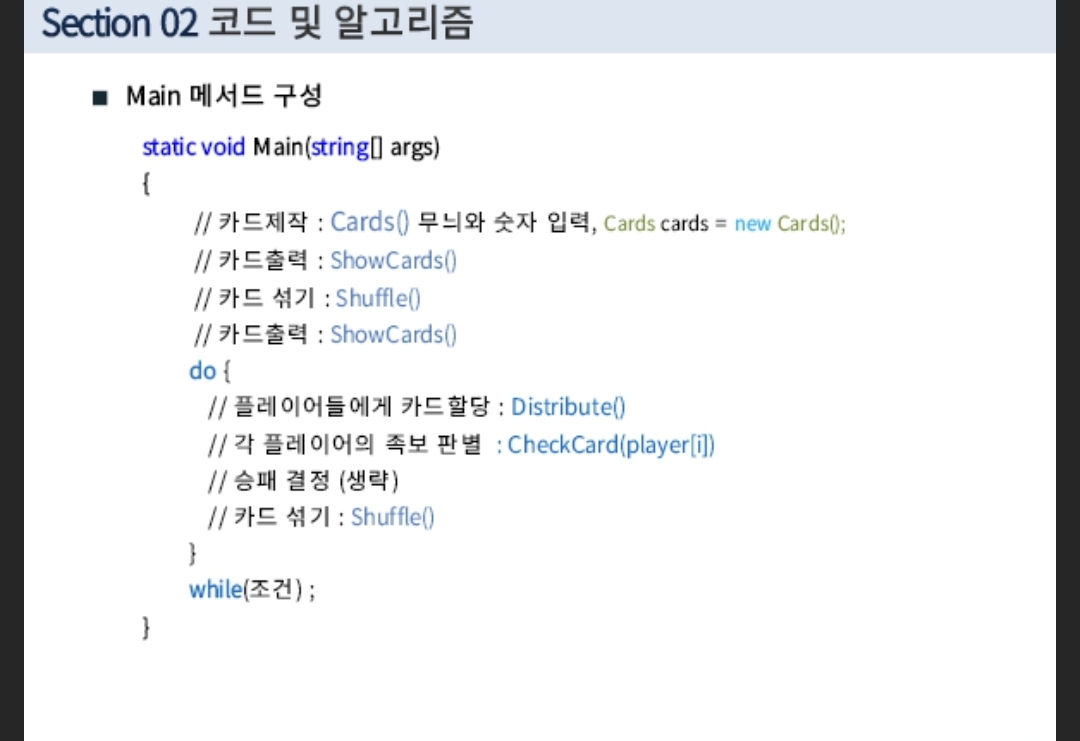 Section 02 코드 및 알고리즘
■ Main 메서드 구성
static void Main(string[] args)
{
// 카드제작 : Cards() 무늬와 숫자 입력, Cards cards = new Cards();
// 카드출력 : ShowCards()
// 카드 섞기 : Shuffle()
// 카드출력 : ShowCards()
do {
// 플레이어들에게 카드할당 : Distribute()
// 각 플레이어의 족보 판별 : CheckCard(player[i])
// 승패 결정 (생략)
// 카드 섞기 : Shuffle()
}
while(조건) ;
}